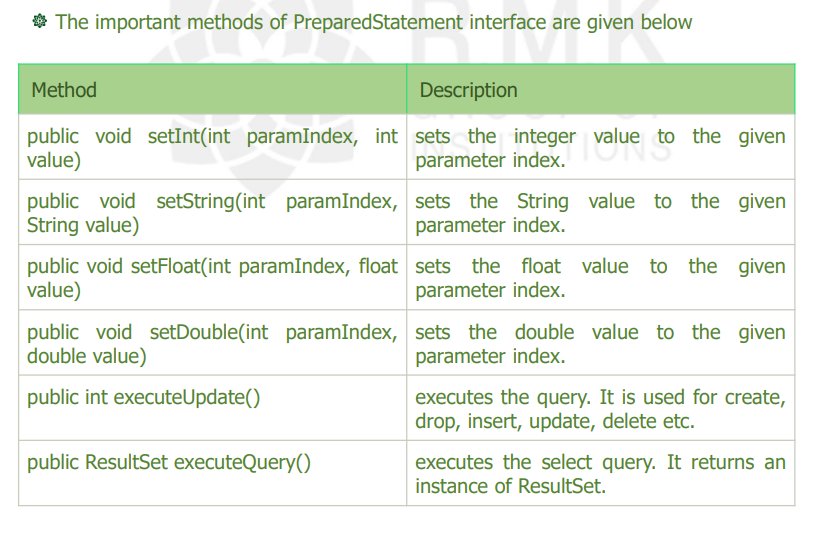 The important methods of PreparedStatement interface are given below
R.M.K
GROUP OF
INSTITUTIONS
Method
Description
public void setInt(int paramIndex, int
value)
sets the integer value to the given
parameter index.
public void setString(int paramIndex,
String value)
sets the String value to the given
parameter index.
public void setFloat(int paramIndex, float
value)
sets the float value to the given
parameter index.
public void setDouble(int paramIndex,
double value)
sets the double value to the given
parameter index.
public int executeUpdate()
executes the query. It is used for create,
drop, insert, update, delete etc.
public ResultSet executeQuery()
executes the select query. It returns an
instance of ResultSet.